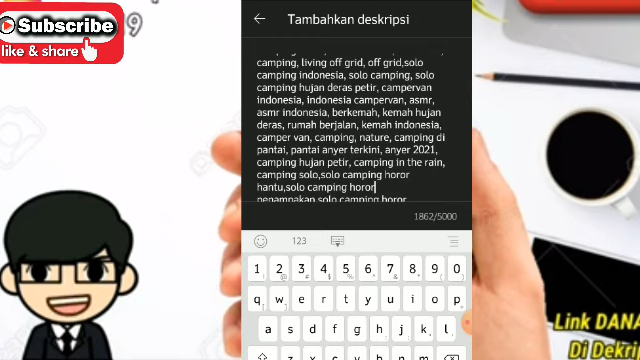 Subscribe
like & share
9
Tambahkan deskripsi
camping, living off grid, off grid,solo
camping indonesia, solo camping, solo
camping hujan deras petir, campervan
indonesia, indonesia campervan, asmr,
asmr indonesia, berkemah, kemah hujan
deras, rumah berjalan, kemah indonesia,
camper van, camping, nature, camping di
pantai, pantai anyer terkini, anyer 2021,
camping hujan petir, camping in the rain,
camping solo,solo camping horor
hantu,solo camping horor
penampakan,solo camping horor
1862/5000
123
1 2 3 4 5 6 7 8 9 0
q w e r t y u i o p
a s d f g h j k l
z x c v b n m
Link DANA
Di Dekri